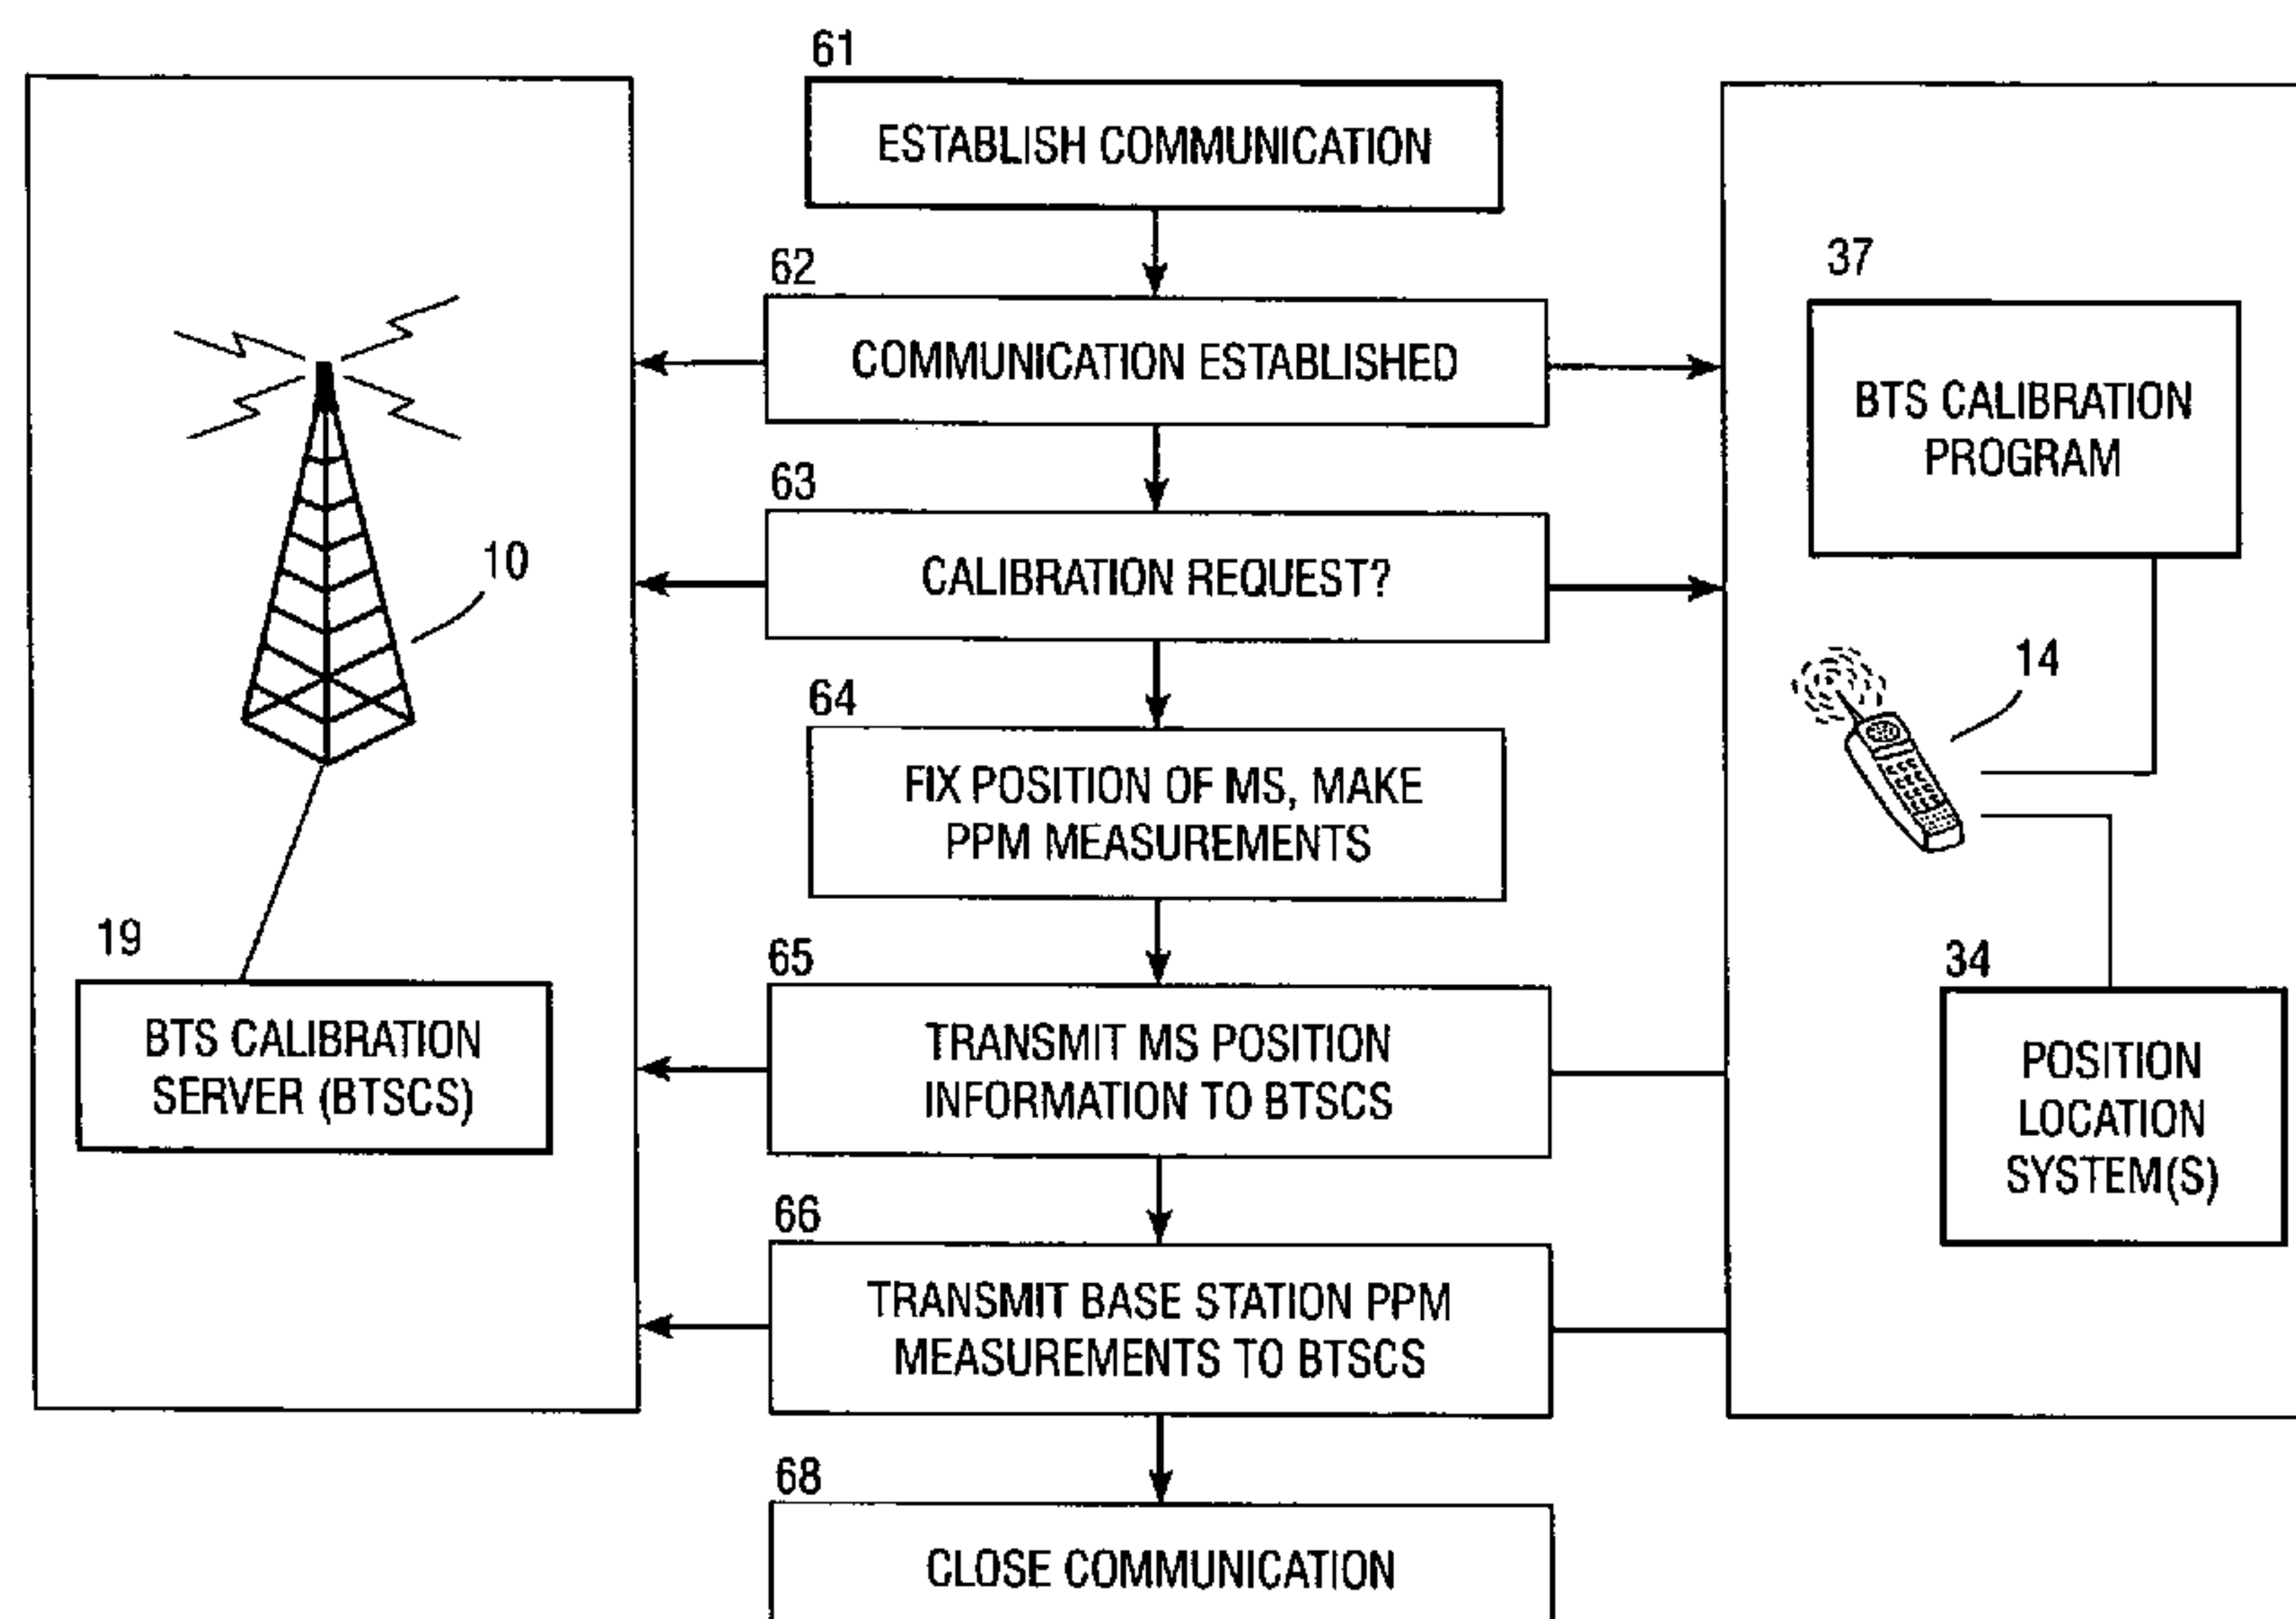 61
ESTABLISH COMMUNICATION
62
COMMUNICATION ESTABLISHED
63
CALIBRATION REQUEST?
64
FIX POSITION OF MS, MAKE
PPM MEASUREMENTS
65
TRANSMIT MS POSITION
INFORMATION TO BTSCS
66
TRANSMIT BASE STATION PPM
MEASUREMENTS TO BTSCS
68
CLOSE COMMUNICATION
10
19
BTS CALIBRATION
SERVER (BTSCS)
37
BTS CALIBRATION
PROGRAM
14
34
POSITION
LOCATION
SYSTEM(S)